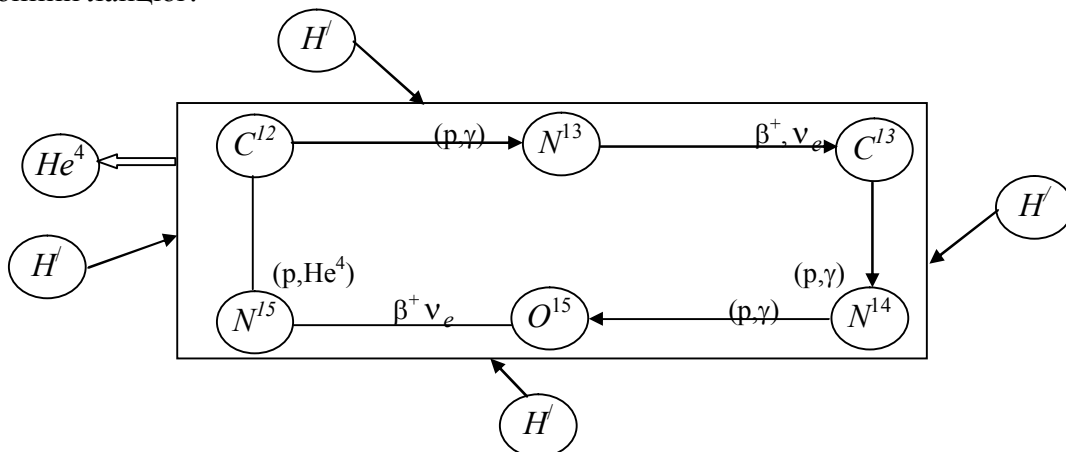 H/
C12 (p,γ) N13 β+, νe C13
He4
H/
H/
(p,He4) (p,γ)
N15 β+ νe O15 (p,γ) N14
H/